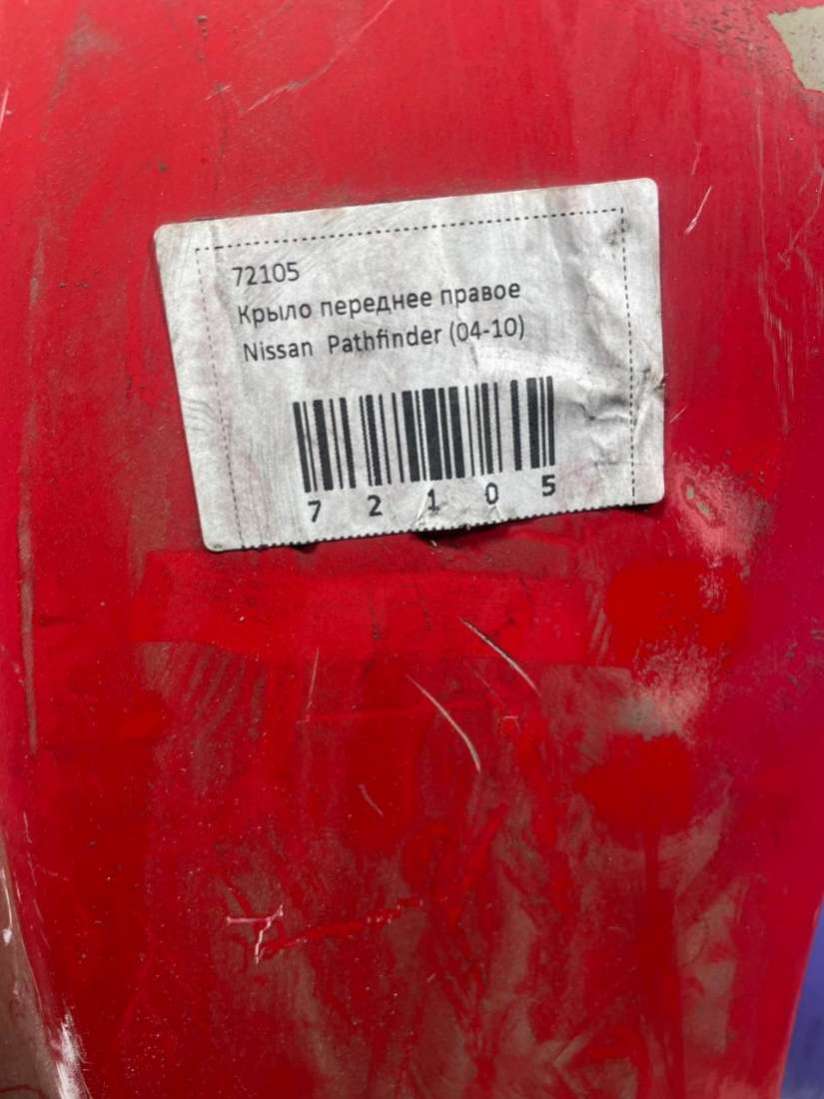 72105
Крыло переднее правое
Nissan Pathfinder (04-10)
7 2 1 0 5